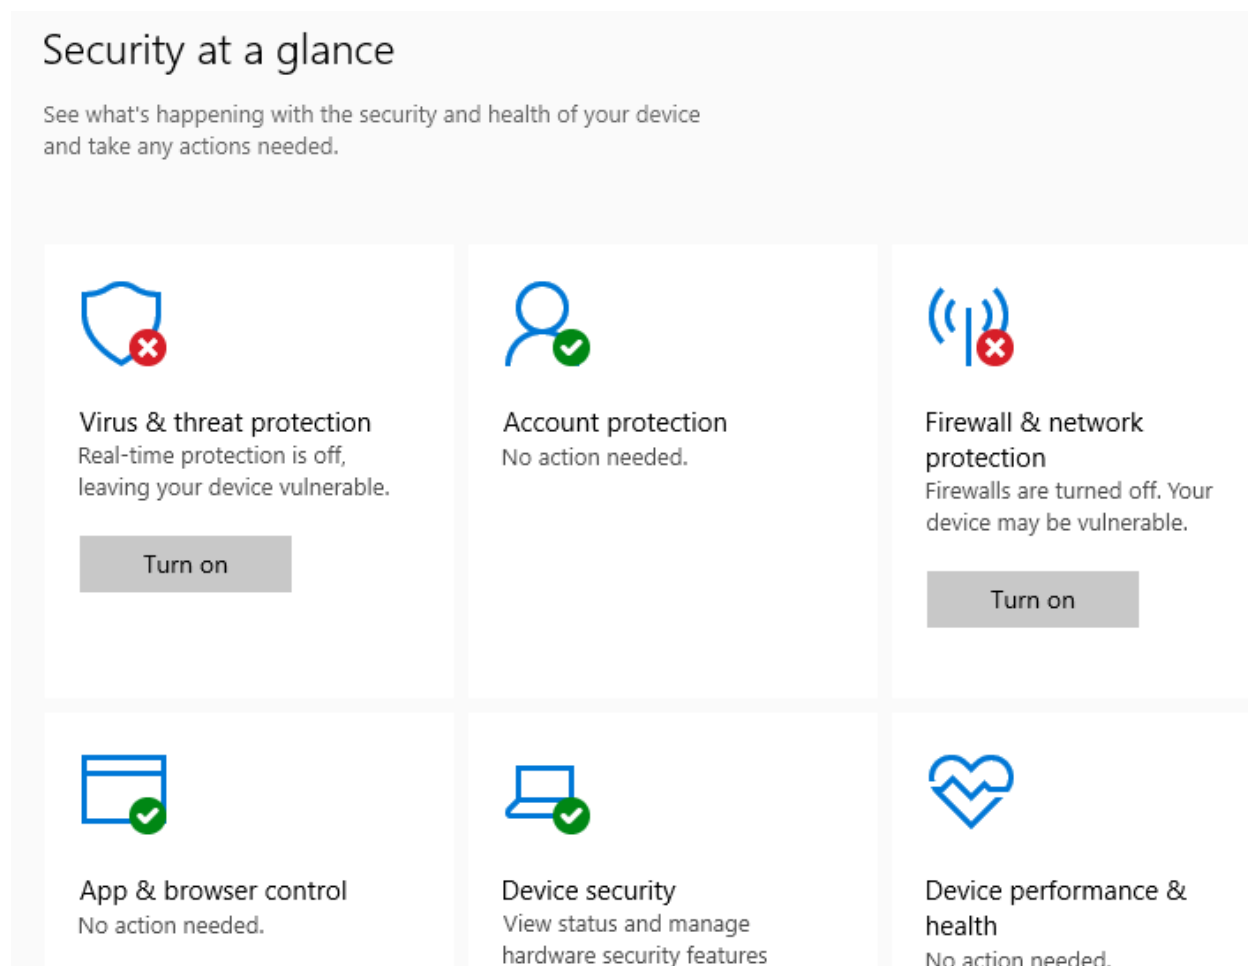 Security at a glance
See what's happening with the security and health of your device
and take any actions needed.
Virus & threat protection
Real-time protection is off,
leaving your device vulnerable.
Turn on
Account protection
No action needed.
Firewall & network
protection
Firewalls are turned off. Your
device may be vulnerable.
Turn on
App & browser control
No action needed.
Device security
View status and manage
hardware security features
Device performance &
health
No action needed.